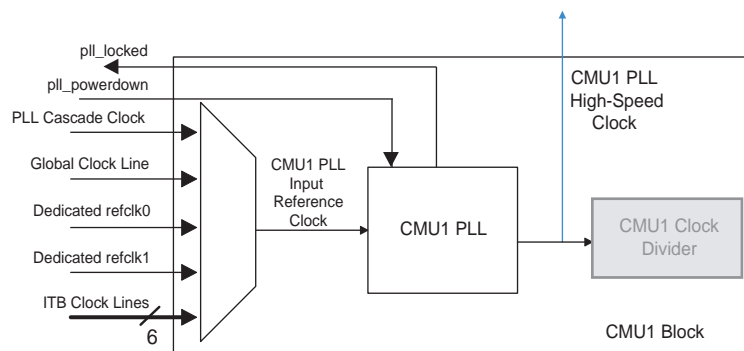 pll_locked
pll_powerdown
PLL Cascade Clock
Global Clock Line
Dedicated refclk0
Dedicated refclk1
ITB Clock Lines
6
CMU1 PLL
Input
Reference
Clock
CMU1 PLL
CMU1 PLL
High-Speed
Clock
CMU1 Clock
Divider
CMU1 Block